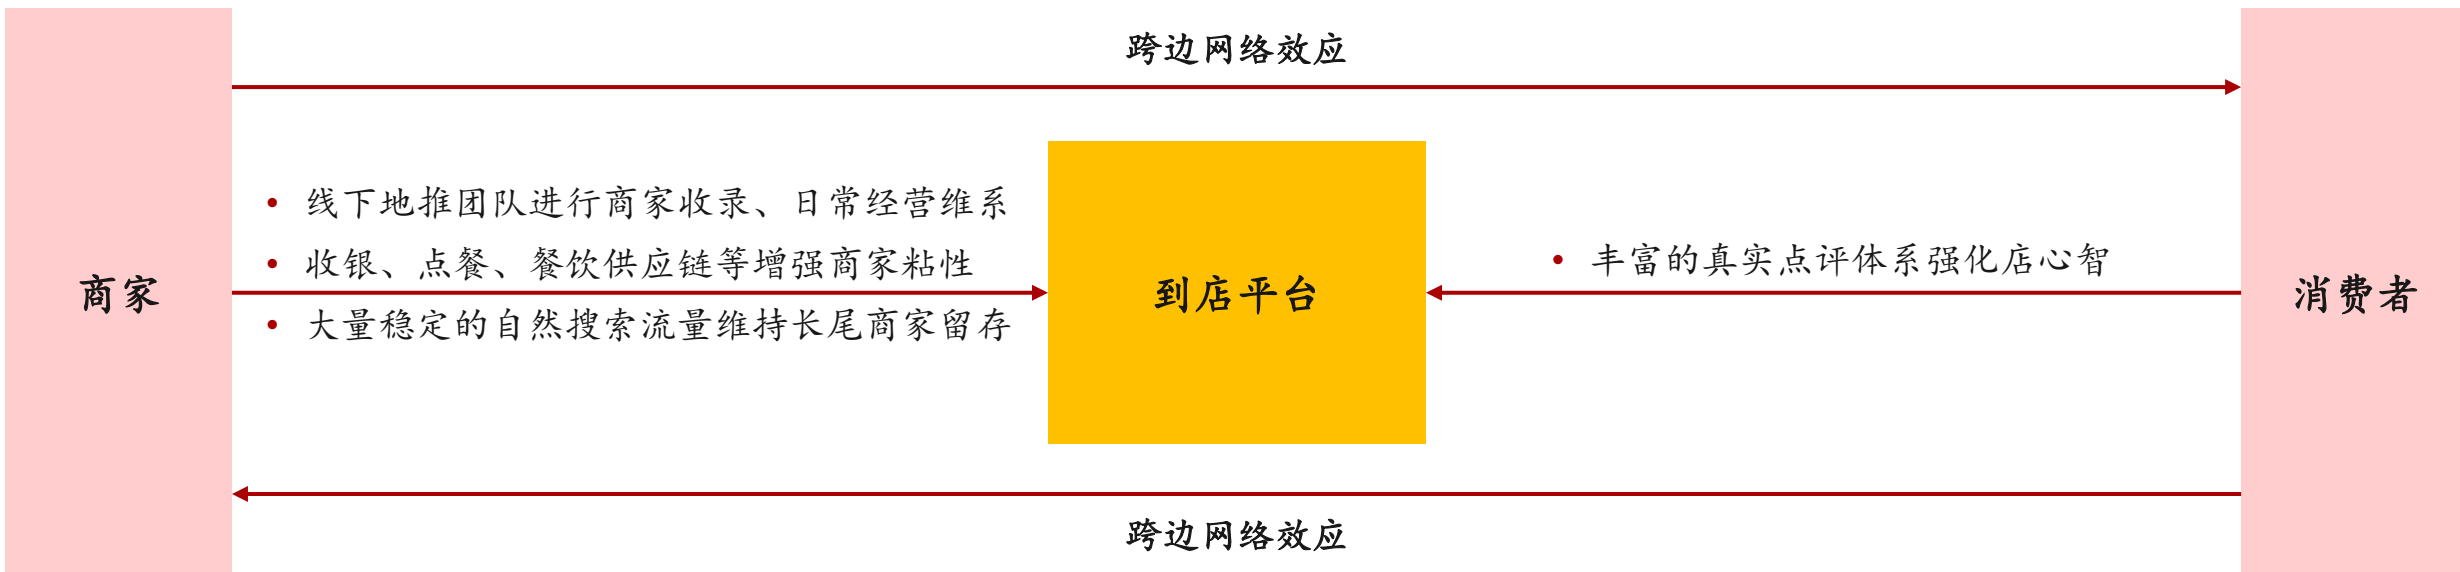 跨边网络效应
商家
• 线下地推团队进行商家收录、日常经营维系
• 收银、点餐、餐饮供应链等增强商家粘性
• 大量稳定的自然搜索流量维持长尾商家留存
到店平台
• 丰富的真实点评体系强化店心智
消费者
跨边网络效应